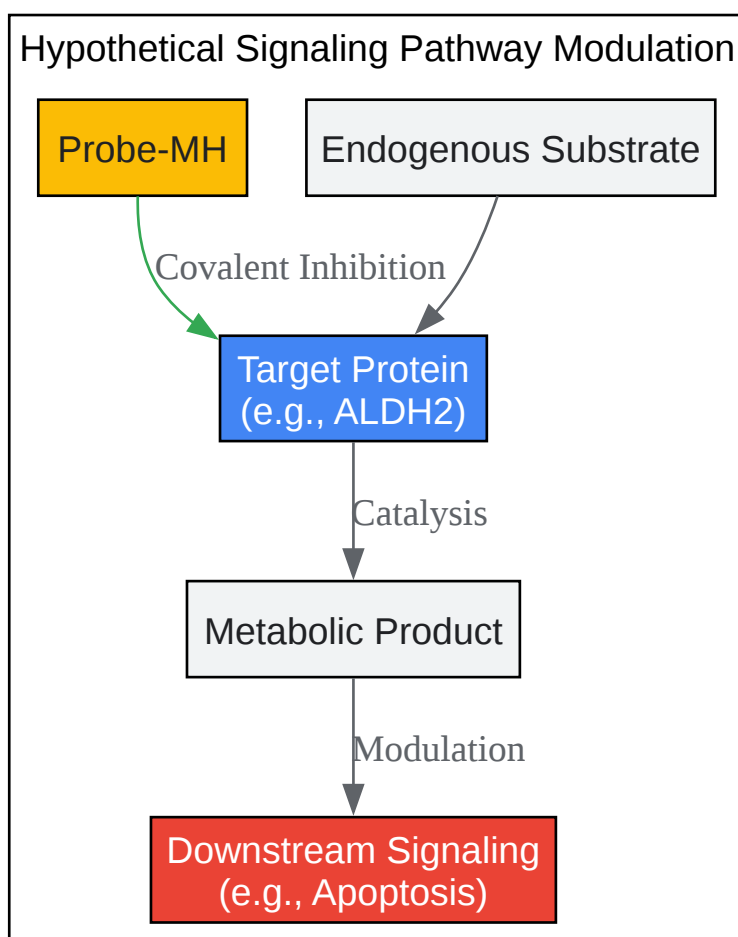 Hypothetical Signaling Pathway Modulation
Probe-MH
Endogenous Substrate
Covalent Inhibition
Target Protein
(e.g., ALDH2)
Catalysis
Metabolic Product
Modulation
Downstream Signaling
(e.g., Apoptosis)